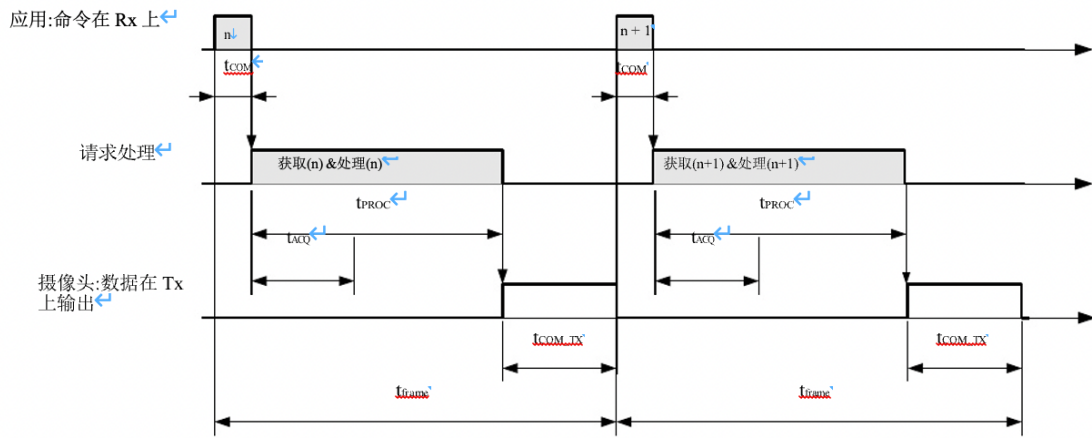 应用:命令在 Rx 上
n
n + 1
tCOM
tCOM
请求处理
获取(n) &处理(n)
获取(n+1) &处理(n+1)
tPROC
tPROC
tACQ
tACQ
摄像头:数据在 Tx
上输出
tCOM_TX
tCOM_TX
tframe
tframe